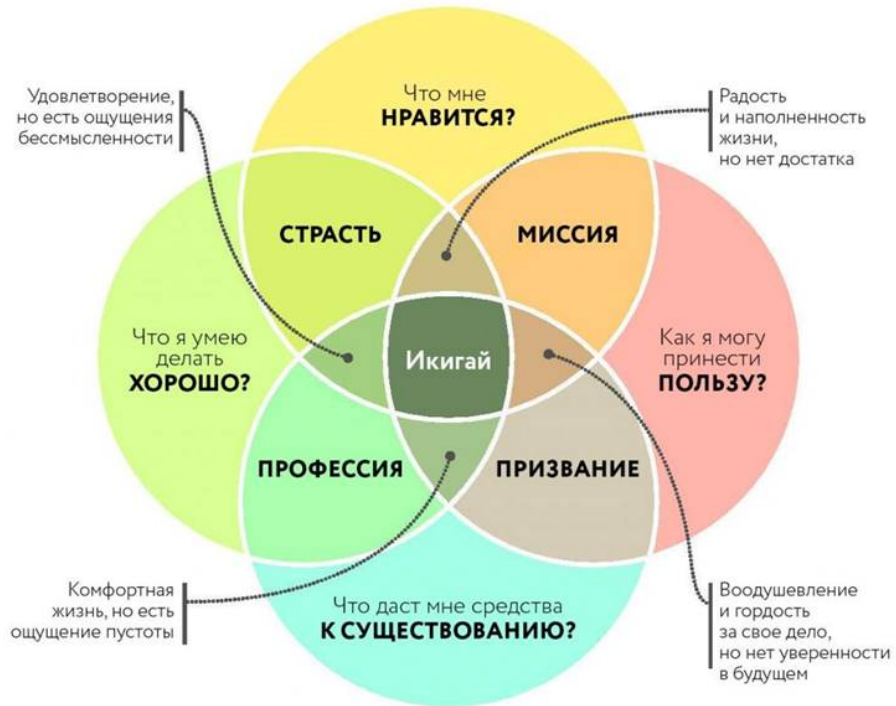 Что мне
НРАВИТСЯ?
Удовлетворение,
но есть ощущения
бессмысленности
Радость
и наполненность
жизни,
но нет достатка
СТРАСТЬ
МИССИЯ
Что я умею
делать
ХОРОШО?
Икигай
Как я могу
принести
ПОЛЬЗУ?
ПРОФЕССИЯ
ПРИЗВАНИЕ
Комфортная
жизнь, но есть
ощущение пустоты
Что даст мне средства
К СУЩЕСТВОВАНИЮ?
Воодушевление
и гордость
за свое дело,
но нет уверенности
в будущем